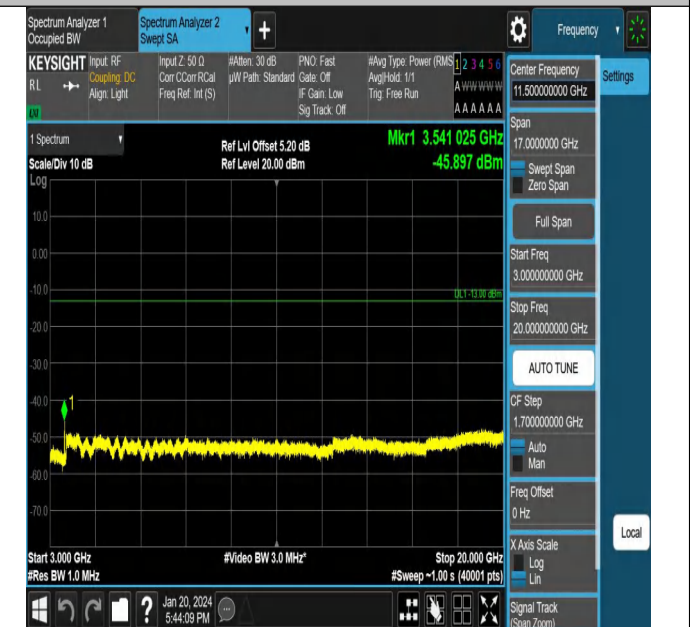 Spectrum Analyzer 1
Occupied BW
Spectrum Analyzer 2
Swept SA
+
Frequency
KEYSIGHT
RL
Input: RF
Coupling: DC
Align: Light
Input Z: 50 Ω
Corr CCorr RCal
Freq Ref: Int (S)
#Atten: 30 dB
µW Path: Standard
PNO: Fast
Gate: Off
IF Gain: Low
Sig Track: Off
#Avg Type: Power (RMS
Avg|Hold: 1/1
Trig: Free Run
1 2 3 4 5 6
A W W W W W
A A A A A A
1 Spectrum
Scale/Div 10 dB
Ref Lvl Offset 5.20 dB
Ref Level 20.00 dBm
Mkr1 3.541 025 GHz
-45.897 dBm
Log
10.0
0.00
-10.0
-20.0
-30.0
-40.0
-50.0
-60.0
-70.0
DL1 -13.00 dBm
1
Start 3.000 GHz
#Res BW 1.0 MHz
#Video BW 3.0 MHz*
Stop 20.000 GHz
#Sweep ~1.00 s (40001 pts)
Center Frequency
11.500000000 GHz
Settings
Span
17.0000000 GHz
Swept Span
Zero Span
Full Span
Start Freq
3.000000000 GHz
Stop Freq
20.000000000 GHz
AUTO TUNE
CF Step
1.700000000 GHz
Auto
Man
Freq Offset
0 Hz
X Axis Scale
Log
Lin
Signal Track
(Span Zoom)
Local
?
Jan 20, 2024
5:44:09 PM